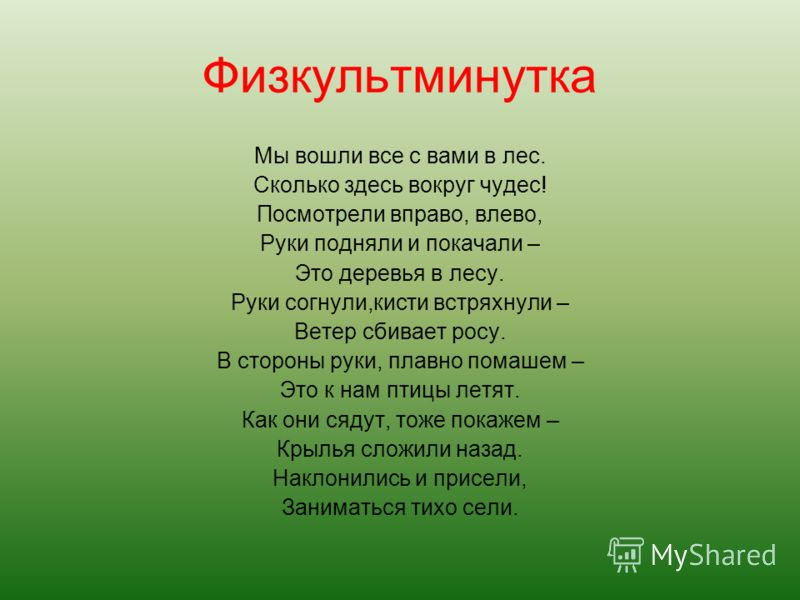 Физкультминутка
Мы вошли все с вами в лес.
Сколько здесь вокруг чудес!
Посмотрели вправо, влево,
Руки подняли и покачали –
Это деревья в лесу.
Руки согнули,кисти встряхнули –
Ветер сбивает росу.
В стороны руки, плавно помашем –
Это к нам птицы летят.
Как они сядут, тоже покажем –
Крылья сложили назад.
Наклонились и присели,
Заниматься тихо сели.
MyShared